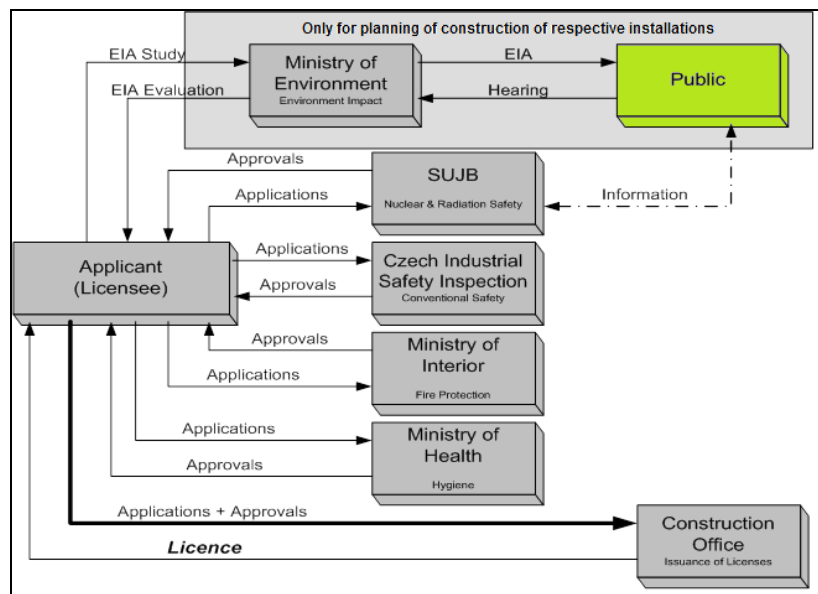 Only for planning of construction of respective installations
EIA Study
Ministry of
Environment
Environment Impact
EIA
Public
EIA Evaluation
Hearing
Approvals
SUJB
Nuclear & Radiation Safety
Applications
Information
Applicant
(Licensee)
Applications
Czech Industrial
Safety Inspection
Conventional Safety
Approvals
Approvals
Ministry of
Interior
Fire Protection
Applications
Applications
Ministry of
Health
Hygiene
Approvals
Applications + Approvals
Construction
Office
Issuance of Licenses
Licence